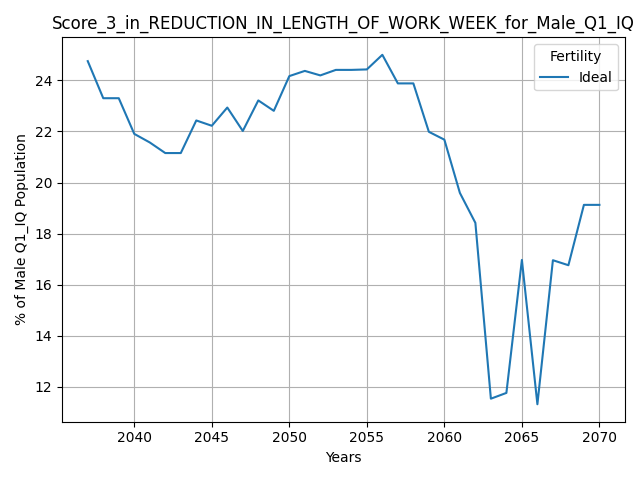 Score_3_in_REDUCTION_IN_LENGTH_OF_WORK_WEEK_for_Male_Q1_IQ
Fertility
Ideal
% of Male Q1_IQ Population
24
22
20
18
16
14
12
2040 2045 2050 2055 2060 2065 2070
Years